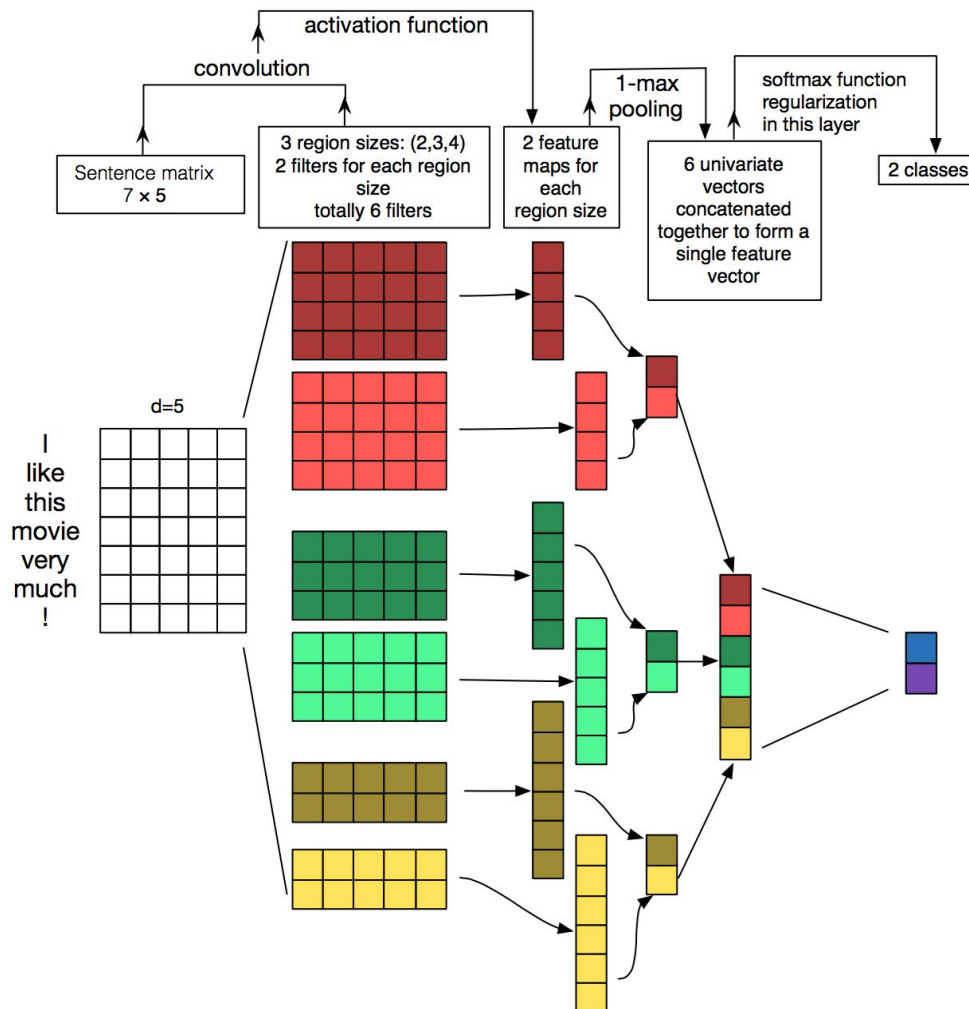 activation function
convolution
1-max
pooling
softmax function
regularization
in this layer
Sentence matrix
7 × 5
3 region sizes: (2,3,4)
2 filters for each region
size
totally 6 filters
2 feature
maps for
each
region size
6 univariate
vectors
concatenated
together to form a
single feature
vector
2 classes
d=5
I
like
this
movie
very
much
!